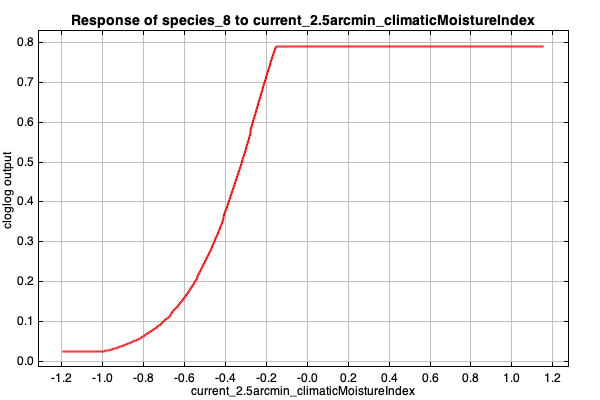 Response of species_8 to current_2.5arcmin_climaticMoistureIndex
0.8
0.7
0.6
0.5
0.4
0.3
0.2
0.1
0.0
cloglog output
-1.2 -1.0 -0.8 -0.6 -0.4 -0.2 -0.0 0.2 0.4 0.6 0.8 1.0 1.2
current_2.5arcmin_climaticMoistureIndex